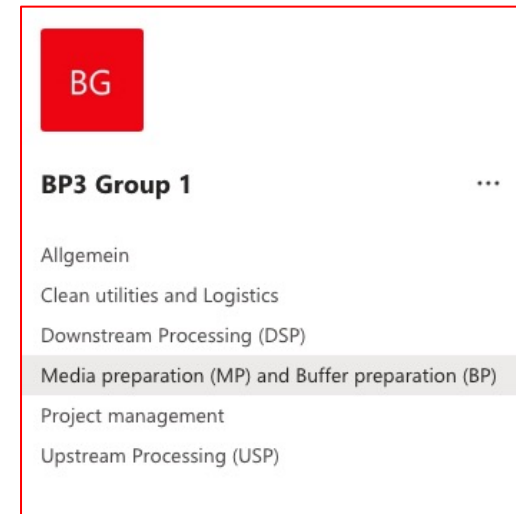 BG
BP3 Group 1 ...
Allgemein
Clean utilities and Logistics
Downstream Processing (DSP)
Media preparation (MP) and Buffer preparation (BP)
Project management
Upstream Processing (USP)